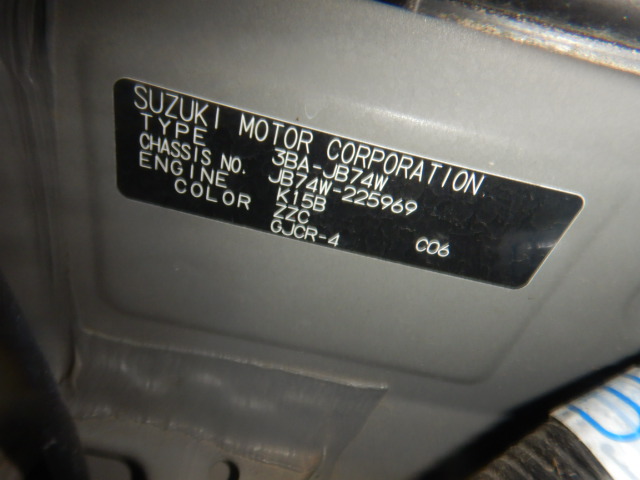 SUZUKI MOTOR CORPORATION
TYPE 3BA-JB74W
CHASSIS NO. JB74W-225969
ENGINE K15B
COLOR ZZC
GJCR-4 C06